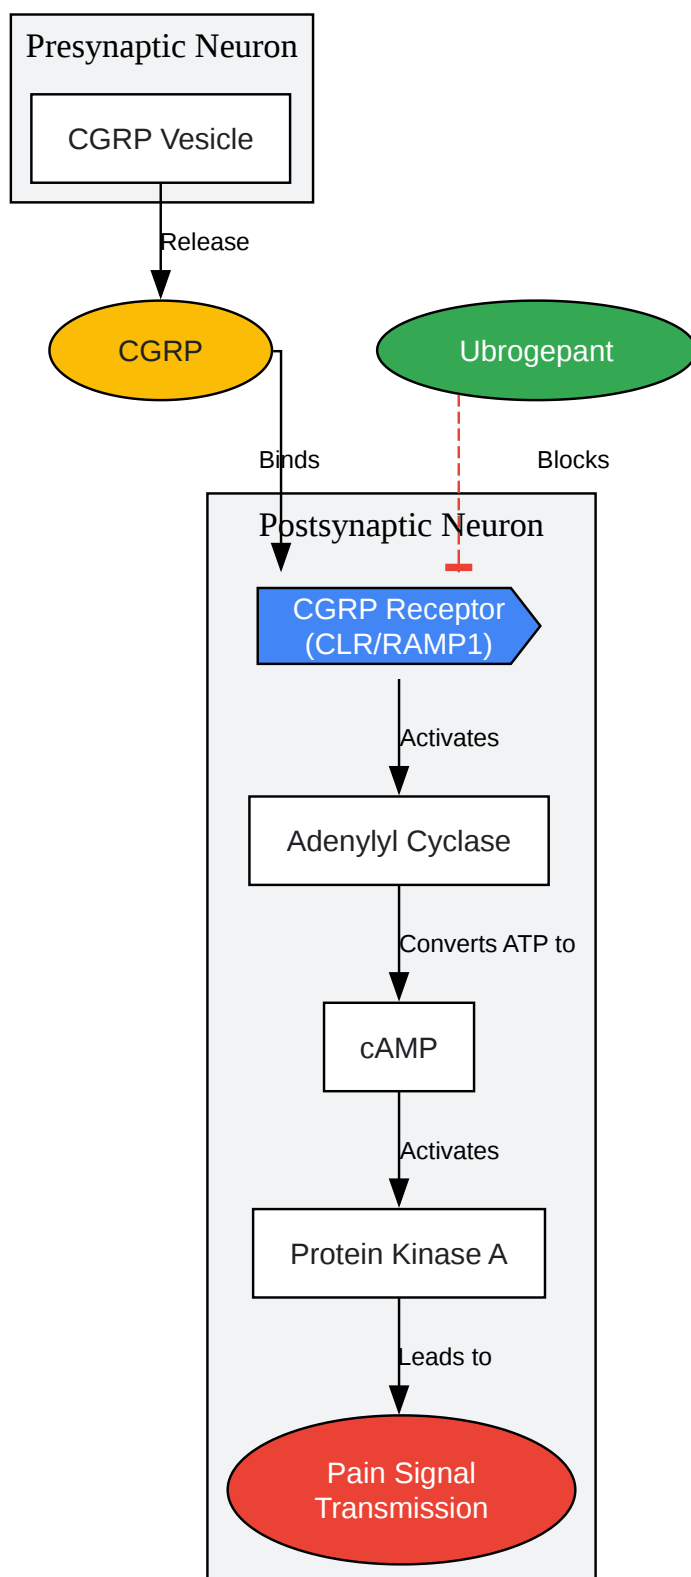 Presynaptic Neuron
CGRP Vesicle
Release
CGRP
Ubrogepant
Binds
Blocks
Postsynaptic Neuron
CGRP Receptor
(CLR/RAMP1)
Activates
Adenylyl Cyclase
Converts ATP to
cAMP
Activates
Protein Kinase A
Leads to
Pain Signal
Transmission